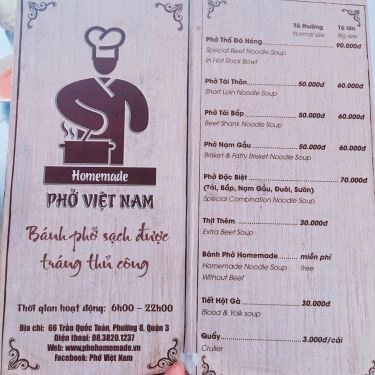 Homemade
PHỞ VIỆT NAM
Bánh phở sạch được
tráng thủ công
Thời gian hoạt động: 6h00 - 22h00
Địa chỉ: 66 Trần Quốc Toản, Phường 8, Quận 3
Điện thoại: 08.3820.1237
Web: www.phohomemade.vn
Facebook: Phở Việt Nam
Tô thường Tô lớn
Normal size Big size
Phở Thố Đá Nóng 90.000đ
Special Beef Noodle Soup
in Hot Rock Bowl
Phở Tái Thăn 50.000đ 60.000đ
Short Loin Noodle Soup
Phở Tái Bắp 50.000đ 60.000đ
Beef Shank Noodle Soup
Phở Nạm Gầu 50.000đ 60.000đ
Brisket & Fatty Brisket Noodle Soup
Phở Đặc Biệt 70.000đ
(Tái, Bắp, Nạm Gầu, Đuôi, Sườn)
Special Combination Noodle Soup
Thịt Thêm 30.000đ
Extra Beef Soup
Bánh Phở Homemade miễn phí
Homemade Noodle Soup free
Without Beef
Tiết Hột Gà 30.000đ
Blood & Yolk soup
Quẩy 3.000đ/cái
Cruller